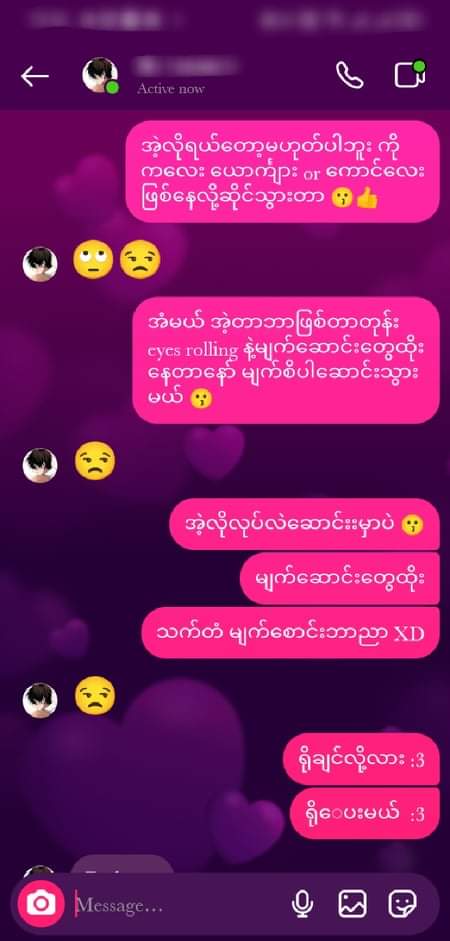 Active now
အဲ့လိုရယ်တော့မဟုတ်ပါဘူး ကို
ကလေး ယောင်္ကျား or ကောင်လေး
ဖြစ်နေလို့ဆိုင်သွားတာ 😗👍
🙄😒
အံမယ် အဲ့တာဘာဖြစ်တာတုန်း
eyes rolling နဲ့မျက်ဆောင်းတွေထိုး
နေတာနော် မျက်စိပါဆောင်းသွား
မယ် 😗
😒
အဲ့လိုလုပ်လဲဆောင်းးမှာပဲ 😗
မျက်ဆောင်းတွေထိုး
သက်တံ မျက်စောင်းဘာညာ XD
😒
ရိုချင်လို့လား :3
ရိုေပးမယ် :3
Message...